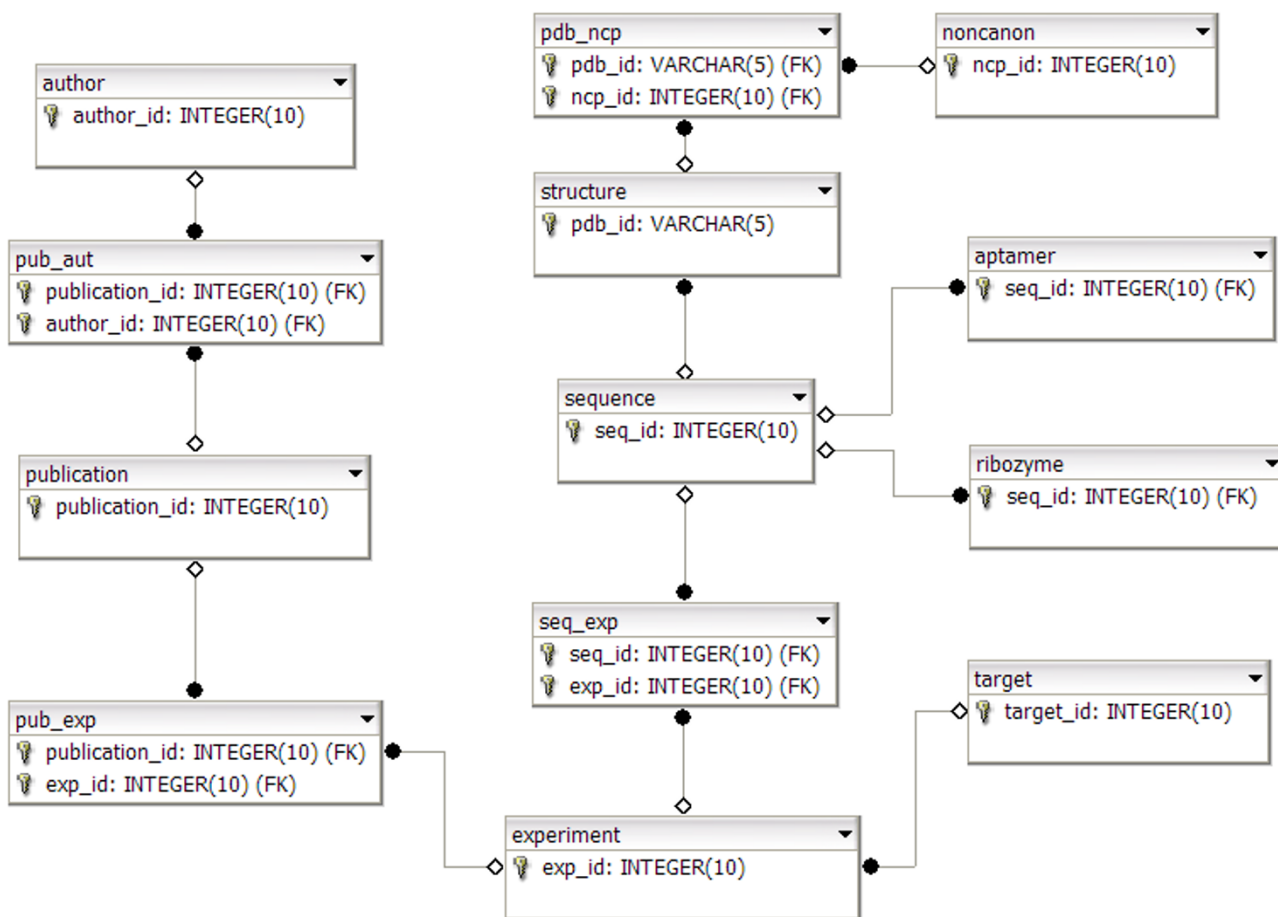 author
author_id: INTEGER(10)
pub_aut
publication_id: INTEGER(10) (FK)
author_id: INTEGER(10) (FK)
publication
publication_id: INTEGER(10)
pub_exp
publication_id: INTEGER(10) (FK)
exp_id: INTEGER(10) (FK)
pdb_ncp
pdb_id: VARCHAR(5) (FK)
ncp_id: INTEGER(10) (FK)
structure
pdb_id: VARCHAR(5)
sequence
seq_id: INTEGER(10)
seq_exp
seq_id: INTEGER(10) (FK)
exp_id: INTEGER(10) (FK)
experiment
exp_id: INTEGER(10)
noncanon
ncp_id: INTEGER(10)
aptamer
seq_id: INTEGER(10) (FK)
ribozyme
seq_id: INTEGER(10) (FK)
target
target_id: INTEGER(10)